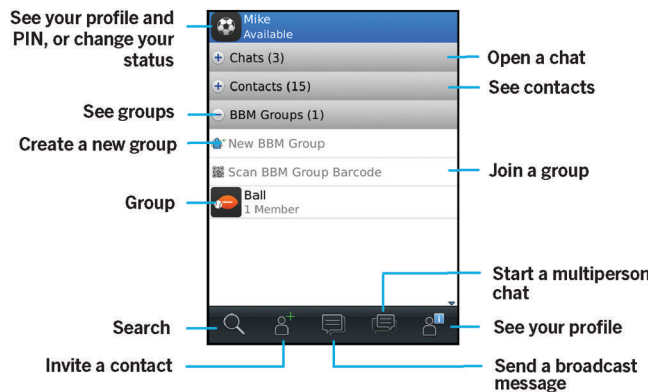 See your profile and
PIN, or change your
status
Mike
Available
Chats (3)
Open a chat
Contacts (15)
See contacts
See groups
BBM Groups (1)
Create a new group
New BBM Group
Scan BBM Group Barcode
Join a group
Group
Ball
1 Member
Start a multiperson
chat
Search
See your profile
Invite a contact
Send a broadcast
message